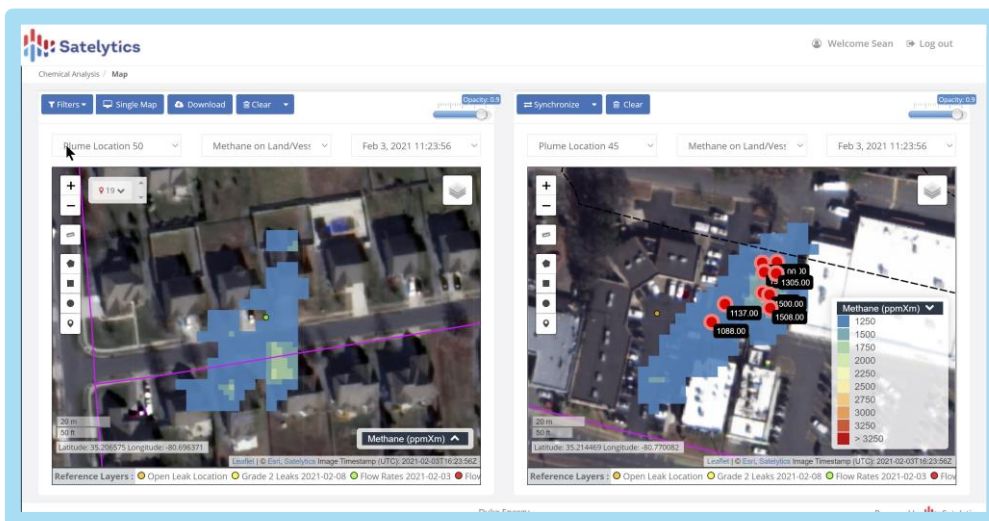 Satelytics
Welcome Sean Log out
Chemical Analysis / Map
Filters Single Map Download Clear
Opacity: 0.9
Plume Location 50 Methane on Land/Vess Feb 3, 2021 11:23:56
+
−
19
20 m
50 ft
Latitude: 35.206575 Longitude: -80.696371
Methane (ppmXm)
Leaflet | © Esri, Satelytics Image Timestamp (UTC): 2021-02-03T16:23:56Z
Reference Layers : Open Leak Location Grade 2 Leaks 2021-02-08 Flow Rates 2021-02-03 Flow
Synchronize Clear
Opacity: 0.9
Plume Location 45 Methane on Land/Vess Feb 3, 2021 11:23:56
+
−
1305.00
1500.00
1508.00
1137.00
1088.00
Methane (ppmXm)
1250
1500
1750
2000
2250
2500
2750
3000
3250
> 3250
20 m
50 ft
Latitude: 35.214469 Longitude: -80.770082
Leaflet | © Esri, Satelytics Image Timestamp (UTC): 2021-02-03T16:23:56Z
Reference Layers : Open Leak Location Grade 2 Leaks 2021-02-08 Flow Rates 2021-02-03 Flow